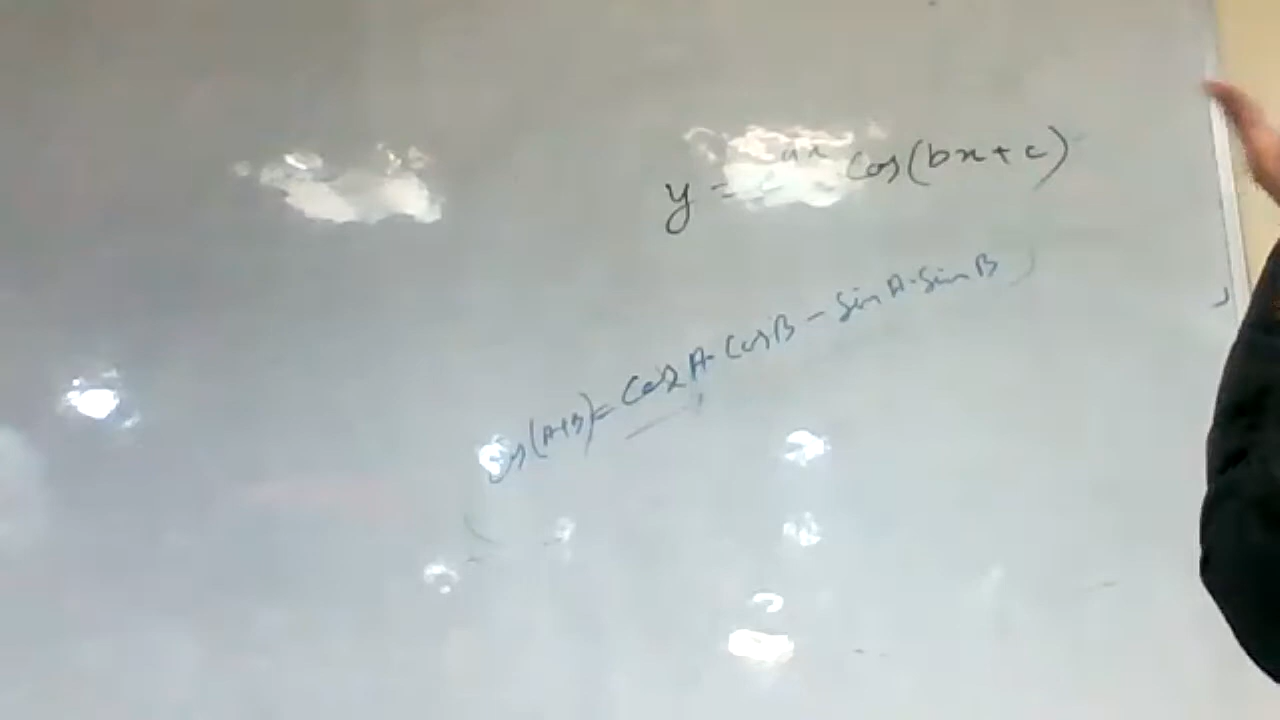 y = ax cos(bx+c)
Cos(A+B) = Cos A · Cos B − Sin A · Sin B